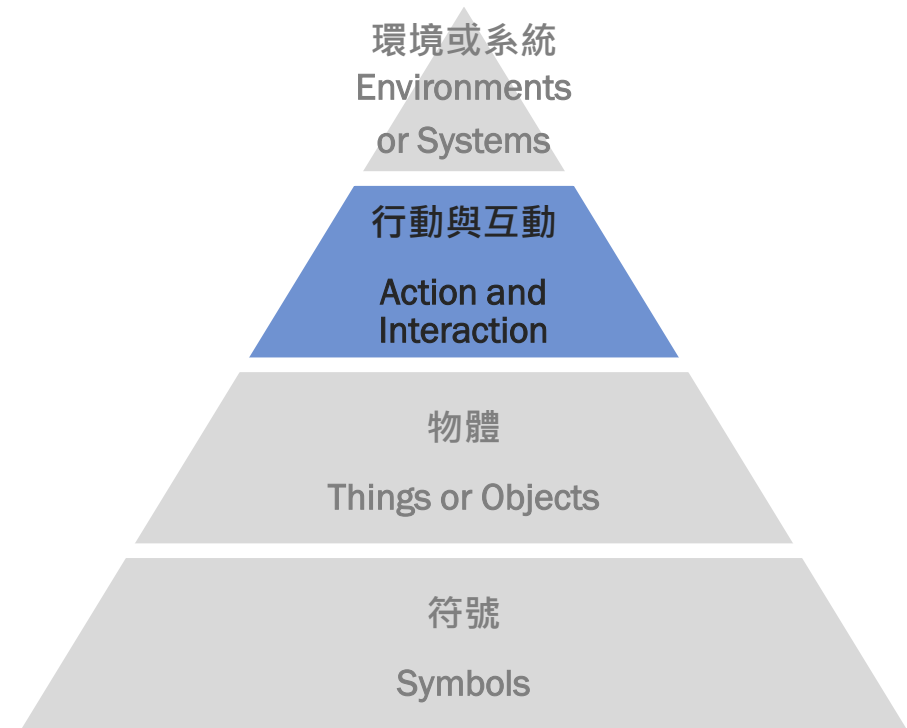 環境或系統
Environments
or Systems
行動與互動
Action and
Interaction
物體
Things or Objects
符號
Symbols